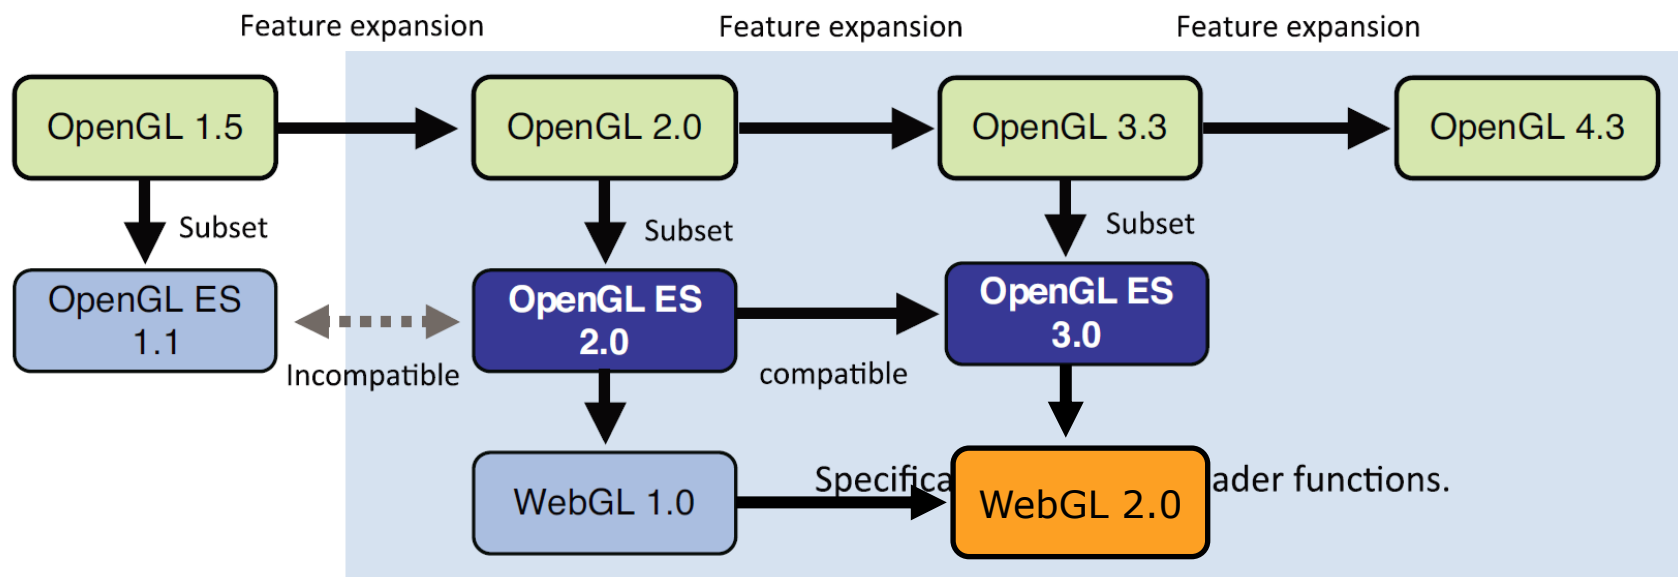 Feature expansion
Feature expansion
Feature expansion
OpenGL 1.5
OpenGL 2.0
OpenGL 3.3
OpenGL 4.3
Subset
Subset
Subset
OpenGL ES
1.1
OpenGL ES
2.0
OpenGL ES
3.0
Incompatible
compatible
WebGL 1.0
WebGL 2.0
functions.